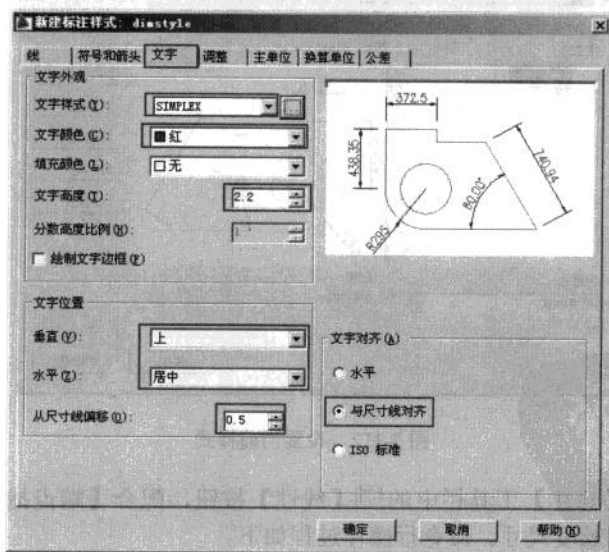 新建标注样式: dimstyle
线 符号和箭头 文字 调整 主单位 换算单位 公差
文字外观
文字样式(Y): SIMPLEX
文字颜色(C): 红
填充颜色(L): 无
文字高度(T): 2.2
分数高度比例(H): 1
绘制文字边框(F)
372.5
438.35
740.94
80.00°
R295
文字位置
垂直(V): 上
水平(Z): 居中
从尺寸线偏移(O): 0.5
文字对齐(A)
水平
与尺寸线对齐
ISO 标准
确定 取消 帮助(H)